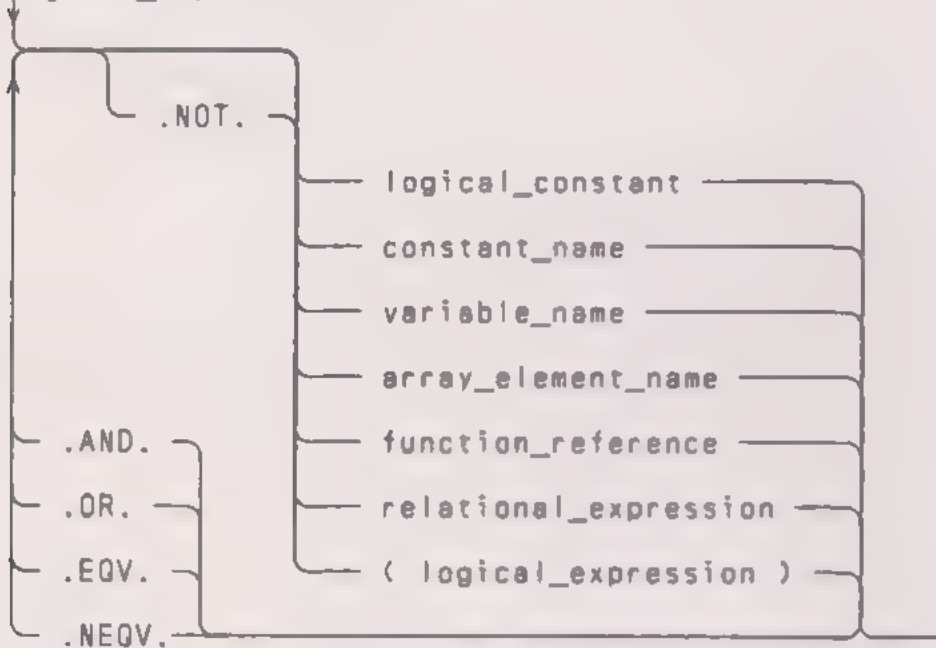 .NOT.
logical_constant
constant_name
variable_name
array_element_name
.AND.
function_reference
.OR.
relational_expression
.EQV.
( logical_expression )
.NEQV.